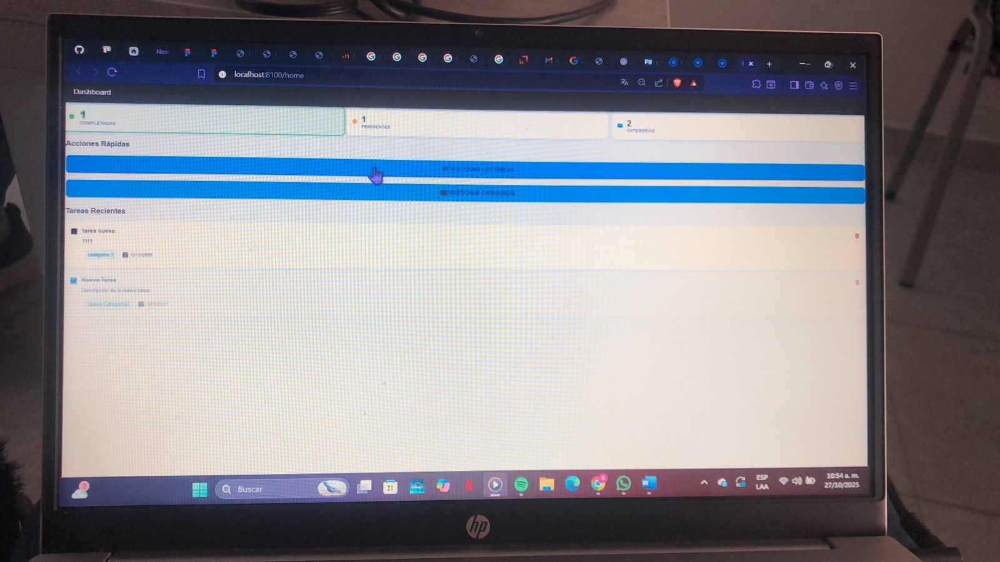 Nev
localhost:8100/home
Dashboard
1
COMPLETADAS
1
PENDIENTES
2
CATEGORÍAS
Acciones Rápidas
VER TODAS LAS TAREAS
GESTIONAR CATEGORÍAS
Tareas Recientes
tarea nueva
1111
categoria 3
12/12/2026
Nueva Tarea
Descripción de la nueva tarea
Nueva Categoría2
2
Buscar
ESP
LAA
10:54 a. m.
27/10/2025
hp